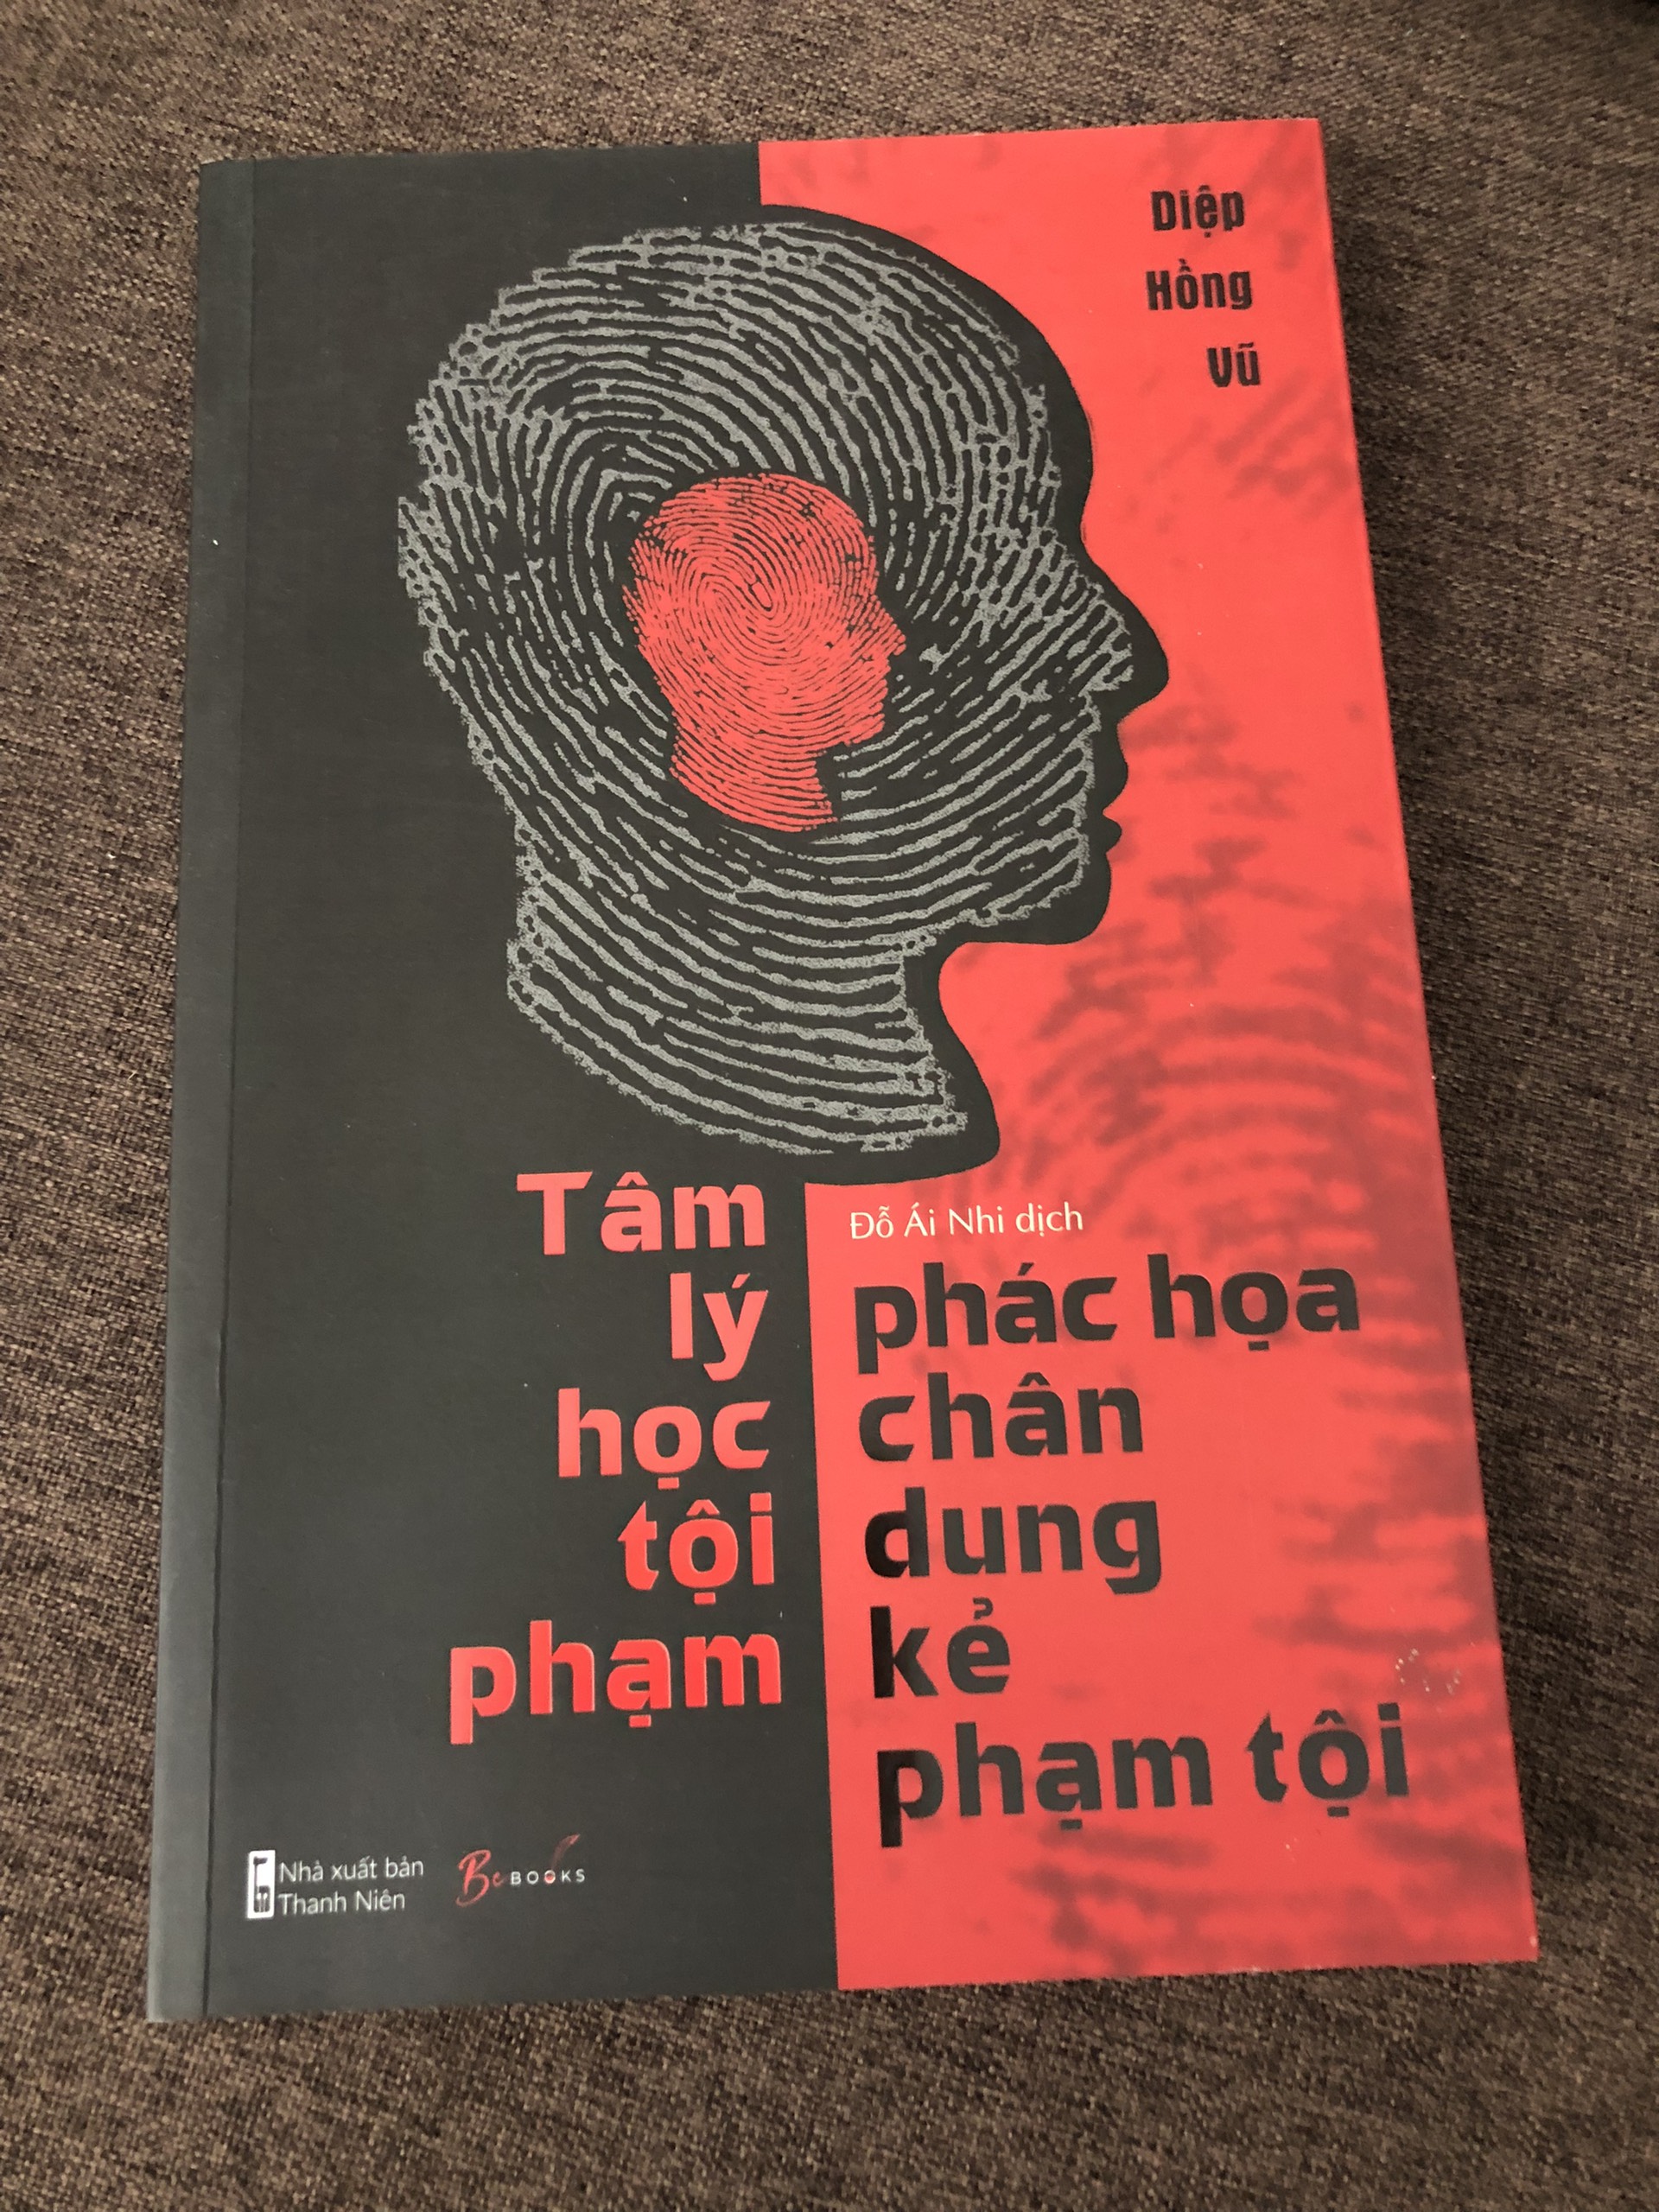 Diệp
Hồng
Vũ
Tâm
lý
học
tội
phạm
Đỗ Ái Nhi dịch
phác họa
chân
dung
kẻ
phạm tội
Nhà xuất bản
Thanh Niên
Be BOOKS